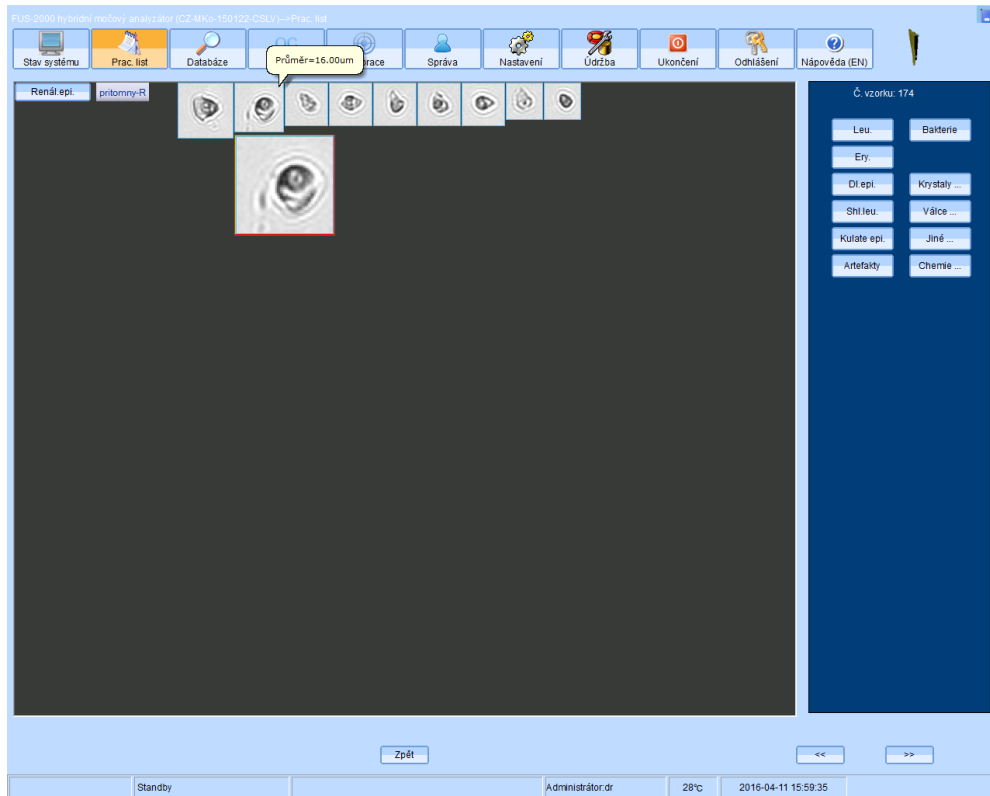 FUS-2000 hybridní močový analyzátor (CZ-MKo-150122-CSLV)-->Prac. list
Stav systému
Prac. list
Databáze
Správa
Nastavení
Údržba
Ukončení
Odhlášení
Nápověda (EN)
Průměr=16.00um
Renál.epi.
pritomny-R
Č. vzorku: 174
Leu.
Bakterie
Ery.
Dl.epi.
Krystaly ...
Shl.leu.
Válce ...
Kulate epi.
Jiné ...
Artefakty
Chemie ...
Zpět
<<
>>
Standby
Administrátor:dr
28℃
2016-04-11 15:59:35